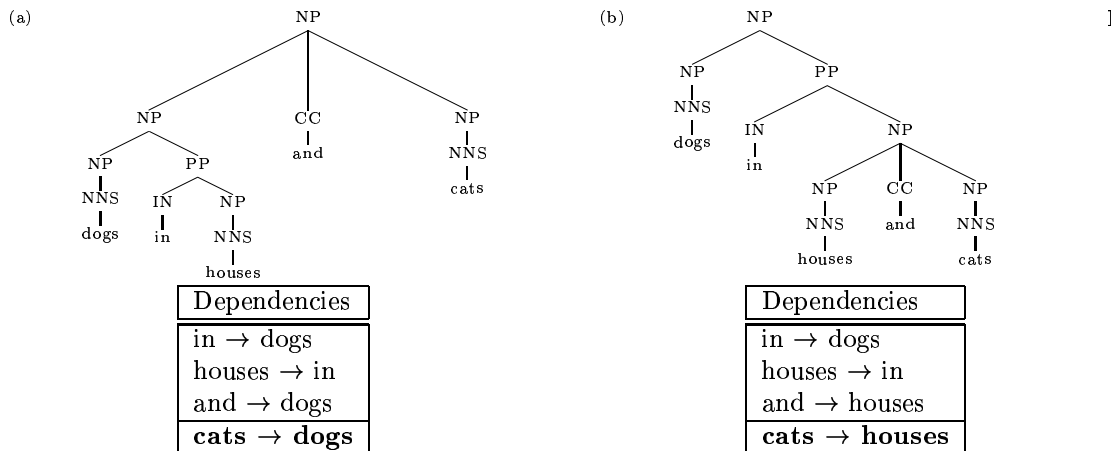 (a) NP (b) NP
NP PP
NP CC NP
and
NNS
cats
NP PP
NNS IN NP
dogs in NNS
houses
NNS IN NP
dogs in
NP CC NP
NNS and NNS
houses cats
Dependencies
in → dogs
houses → in
and → dogs
cats → dogs
Dependencies
in → dogs
houses → in
and → houses
cats → houses